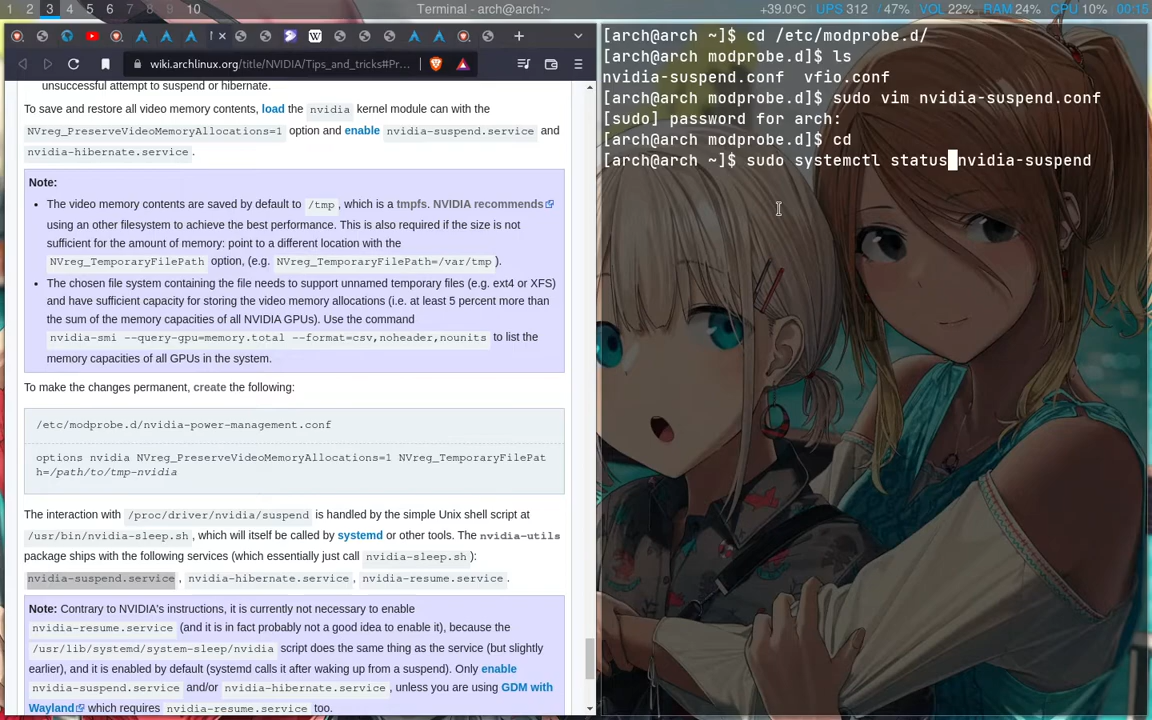 1 2 3 4 5 6 7 8 9 10 Terminal - arch@arch:~ +39.0°C UPS 312 / 47% VOL 22% RAM 24% CPU 10% 00:15
wiki.archlinux.org/title/NVIDIA/Tips_and_tricks#Pr...
unsuccessful attempt to suspend or hibernate.
To save and restore all video memory contents, load the nvidia kernel module can with the
NVreg_PreserveVideoMemoryAllocations=1 option and enable nvidia-suspend.service and
nvidia-hibernate.service.
Note:
• The video memory contents are saved by default to /tmp, which is a tmpfs. NVIDIA recommends
using an other filesystem to achieve the best performance. This is also required if the size is not
sufficient for the amount of memory: point to a different location with the
NVreg_TemporaryFilePath option, (e.g. NVreg_TemporaryFilePath=/var/tmp).
• The chosen file system containing the file needs to support unnamed temporary files (e.g. ext4 or XFS)
and have sufficient capacity for storing the video memory allocations (i.e. at least 5 percent more than
the sum of the memory capacities of all NVIDIA GPUs). Use the command
nvidia-smi --query-gpu=memory.total --format=csv,noheader,nounits to list the
memory capacities of all GPUs in the system.
To make the changes permanent, create the following:
/etc/modprobe.d/nvidia-power-management.conf
options nvidia NVreg_PreserveVideoMemoryAllocations=1 NVreg_TemporaryFilePat
h=/path/to/tmp-nvidia
The interaction with /proc/driver/nvidia/suspend is handled by the simple Unix shell script at
/usr/bin/nvidia-sleep.sh, which will itself be called by systemd or other tools. The nvidia-utils
package ships with the following services (which essentially just call nvidia-sleep.sh):
nvidia-suspend.service, nvidia-hibernate.service, nvidia-resume.service.
Note: Contrary to NVIDIA's instructions, it is currently not necessary to enable
nvidia-resume.service (and it is in fact probably not a good idea to enable it), because the
/usr/lib/systemd/system-sleep/nvidia script does the same thing as the service (but slightly
earlier), and it is enabled by default (systemd calls it after waking up from a suspend). Only enable
nvidia-suspend.service and/or nvidia-hibernate.service, unless you are using GDM with
Wayland which requires nvidia-resume.service too.
[arch@arch ~]$ cd /etc/modprobe.d/
[arch@arch modprobe.d]$ ls
nvidia-suspend.conf vfio.conf
[arch@arch modprobe.d]$ sudo vim nvidia-suspend.conf
[sudo] password for arch:
[arch@arch modprobe.d]$ cd
[arch@arch ~]$ sudo systemctl status nvidia-suspend